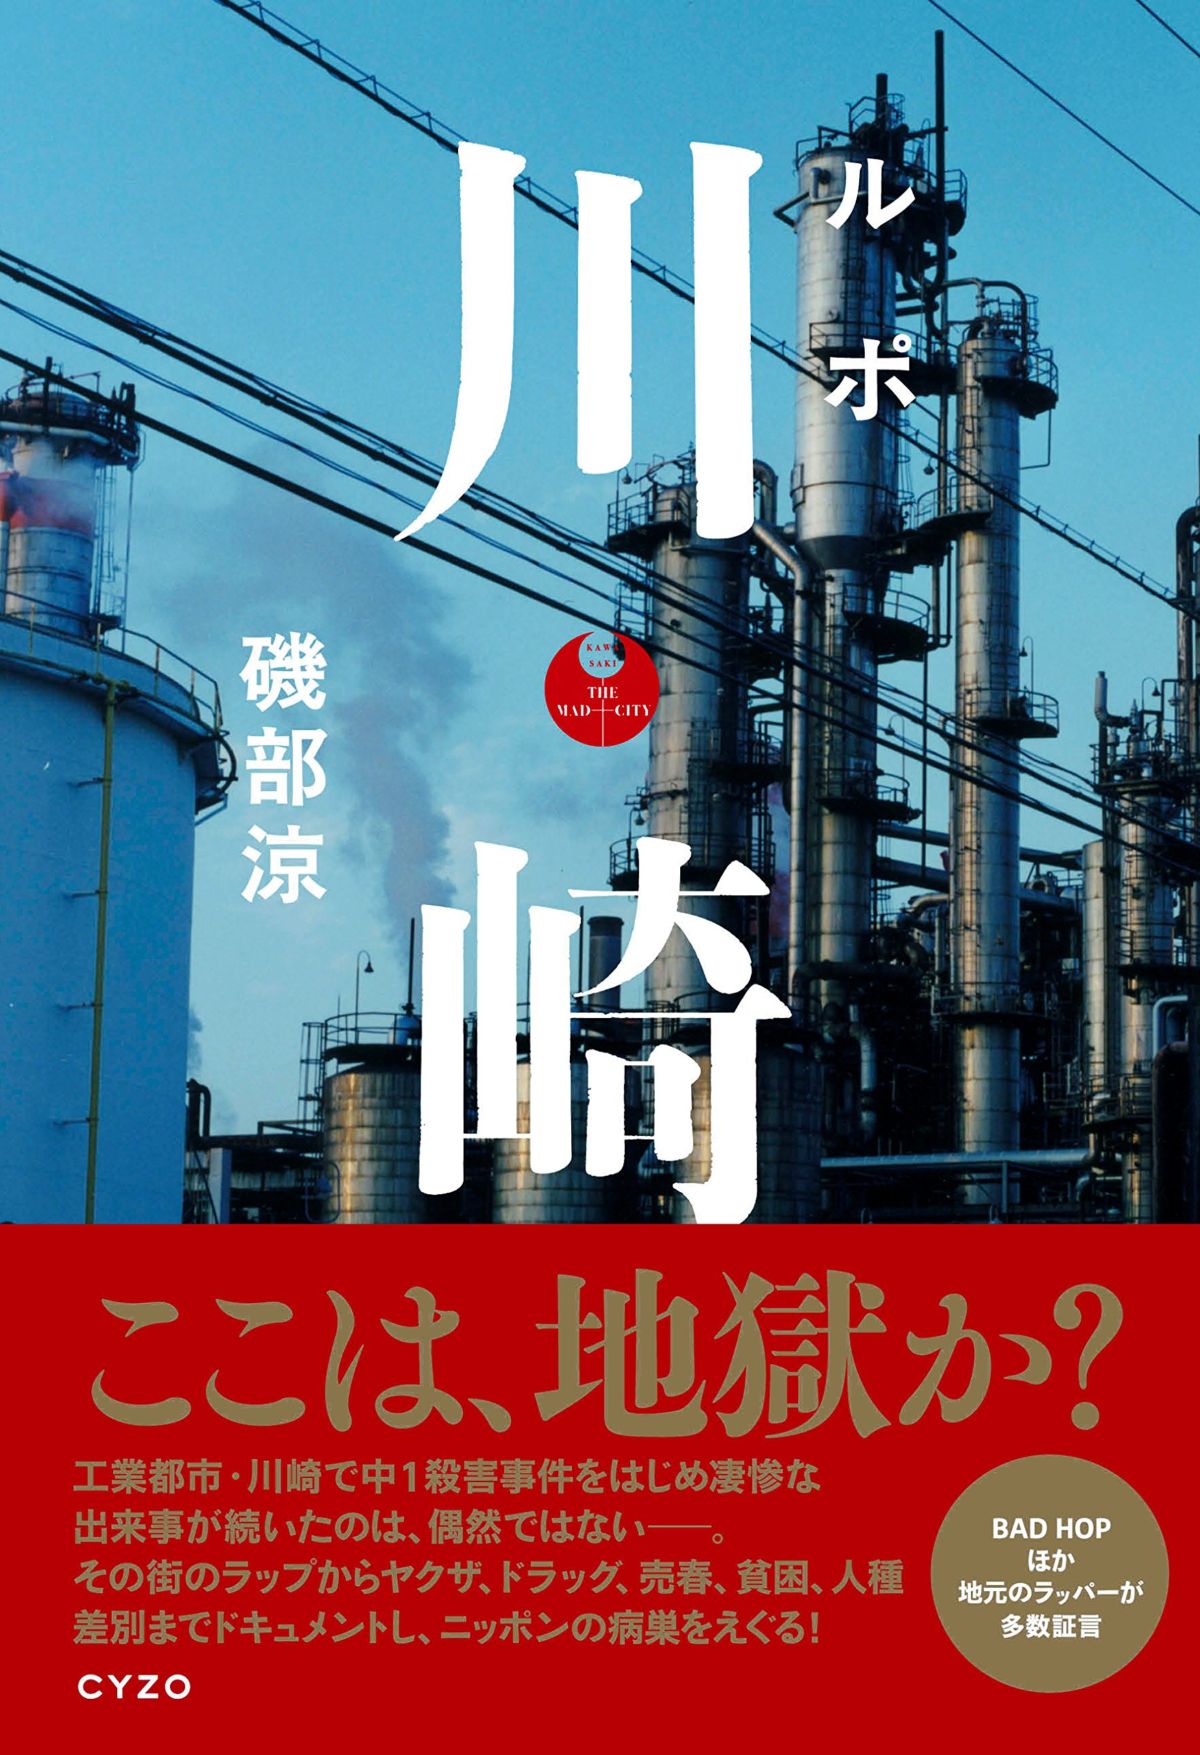 ルポ
川崎
磯部涼
KAWA
SAKI
THE
MAD CITY
ここは、地獄か?
工業都市・川崎で中1殺害事件をはじめ凄惨な
出来事が続いたのは、偶然ではない――。
その街のラップからヤクザ、ドラッグ、売春、貧困、人種
差別までドキュメントし、ニッポンの病巣をえぐる!
BAD HOP
ほか
地元のラッパーが
多数証言
CYZO